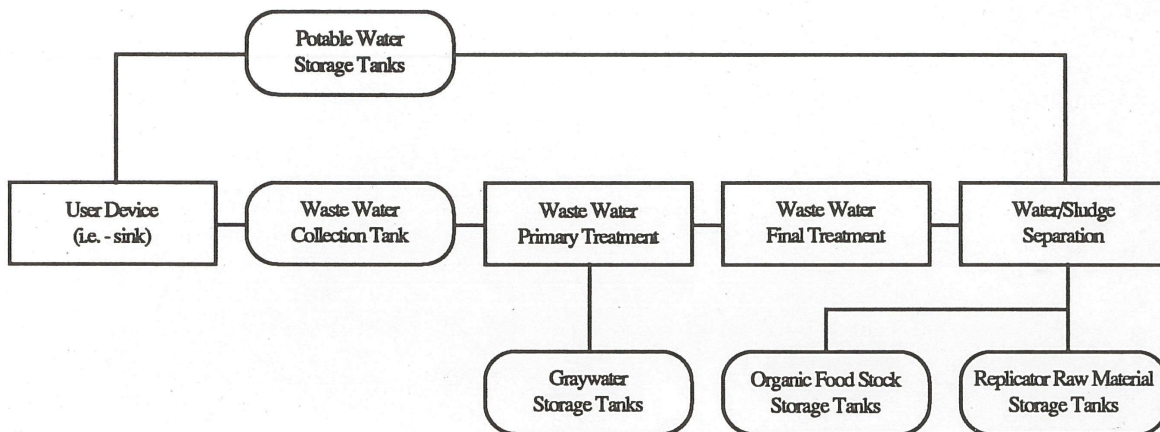 Potable Water
Storage Tanks
User Device
(i.e. - sink)
Waste Water
Collection Tank
Waste Water
Primary Treatment
Waste Water
Final Treatment
Water/Sludge
Separation
Graywater
Storage Tanks
Organic Food Stock
Storage Tanks
Replicator Raw Material
Storage Tanks